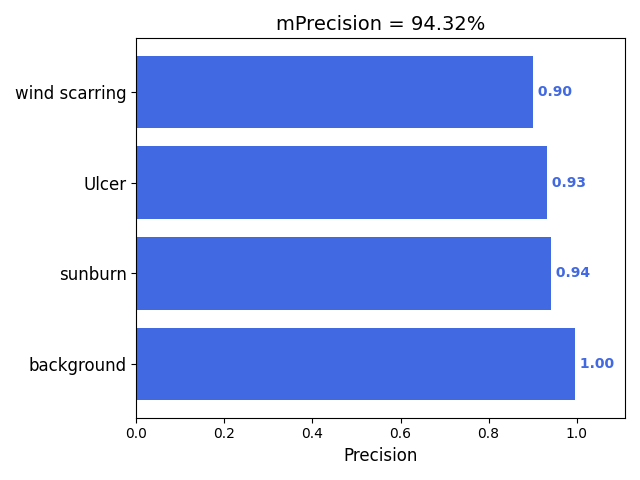 mPrecision = 94.32%
wind scarring 0.90
Ulcer 0.93
sunburn 0.94
background 1.00
0.0 0.2 0.4 0.6 0.8 1.0
Precision